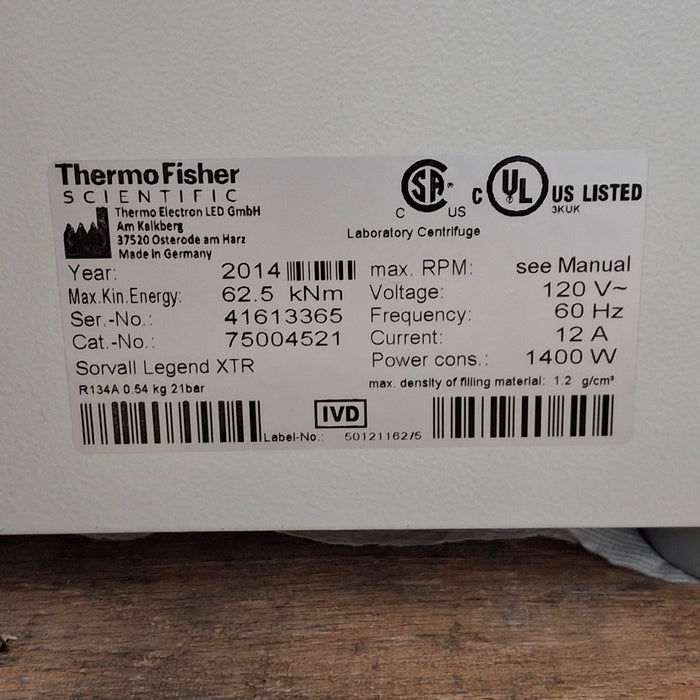 ThermoFisher
SCIENTIFIC
Thermo Electron LED GmbH
Am Kalkberg
37520 Osterode am Harz
Made in Germany
C SA US
C UL US LISTED
3KUK
Laboratory Centrifuge
Year: 2014
Max.Kin.Energy: 62.5 kNm
Ser.-No.: 41613365
Cat.-No.: 75004521
Sorvall Legend XTR
R134A 0.54 kg 21bar
max. RPM: see Manual
Voltage: 120 V~
Frequency: 60 Hz
Current: 12 A
Power cons.: 1400 W
max. density of filling material: 1.2 g/cm³
IVD
Label-No.: 50121162/5